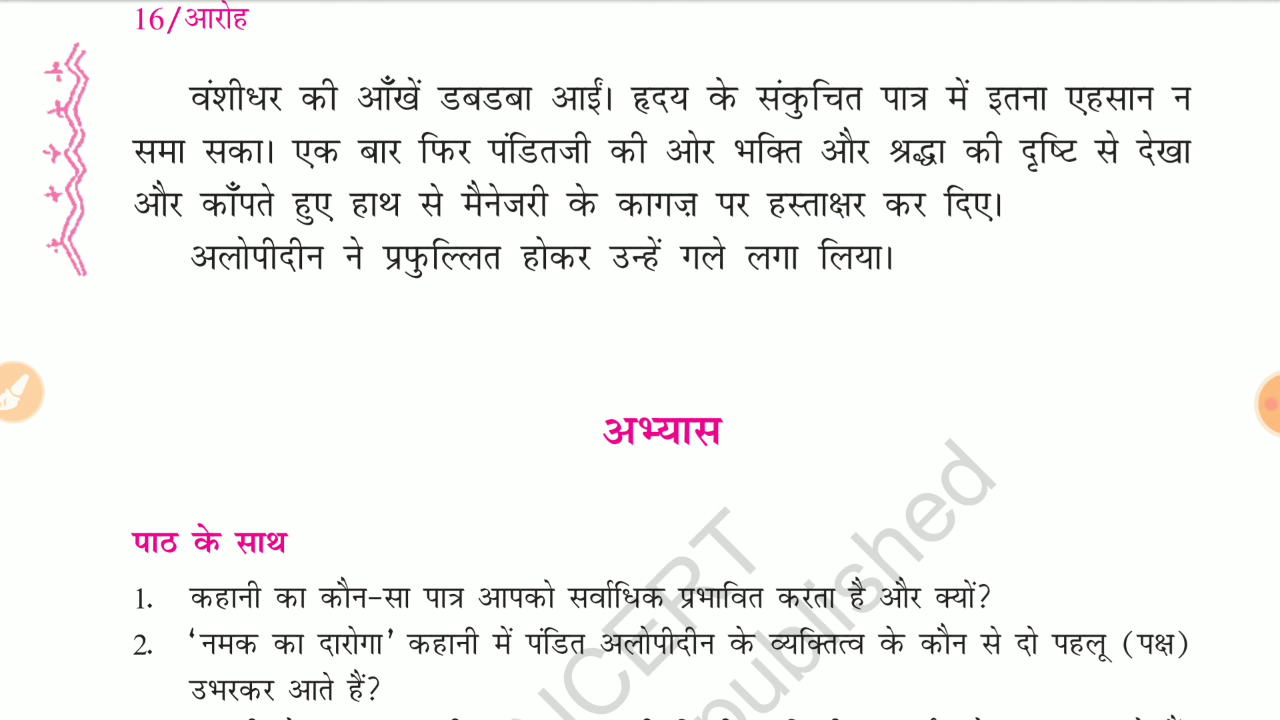 16/आरोह
वंशीधर की आँखें डबडबा आईं। हृदय के संकुचित पात्र में इतना एहसान न
समा सका। एक बार फिर पंडितजी की ओर भक्ति और श्रद्धा की दृष्टि से देखा
और काँपते हुए हाथ से मैनेजरी के कागज़ पर हस्ताक्षर कर दिए।
अलोपीदीन ने प्रफुल्लित होकर उन्हें गले लगा लिया।
अभ्यास
पाठ के साथ
1. कहानी का कौन-सा पात्र आपको सर्वाधिक प्रभावित करता है और क्यों?
2. ‘नमक का दारोगा’ कहानी में पंडित अलोपीदीन के व्यक्तित्व के कौन से दो पहलू (पक्ष)
उभरकर आते हैं?
NCERT
published